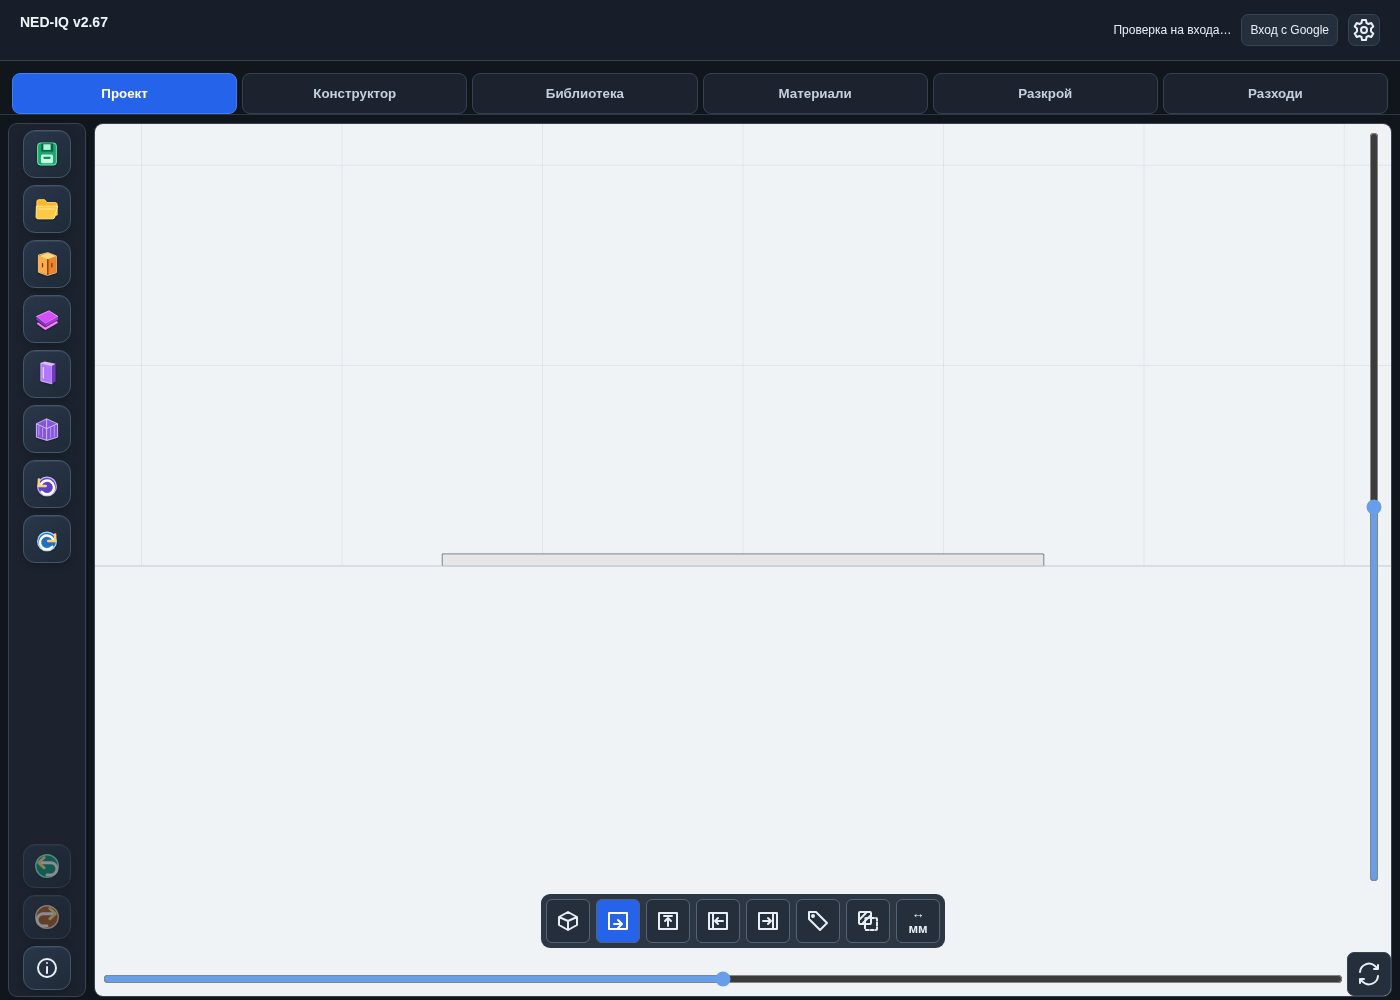 NED-IQ v2.67
Проверка на входа…
Вход с Google
Проект
Конструктор
Библиотека
Материали
Разкрой
Разходи
↔
мм